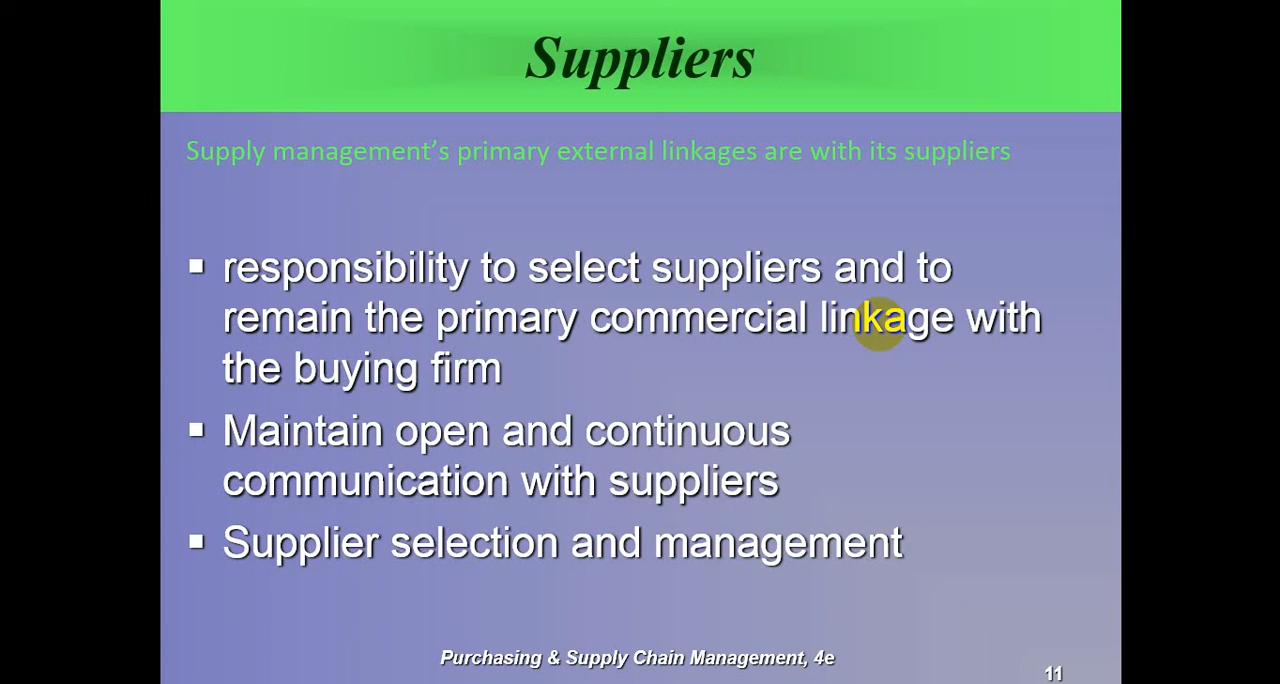 Suppliers
Supply management's primary external linkages are with its suppliers
▪ responsibility to select suppliers and to
remain the primary commercial linkage with
the buying firm
▪ Maintain open and continuous
communication with suppliers
▪ Supplier selection and management
Purchasing & Supply Chain Management, 4e
11